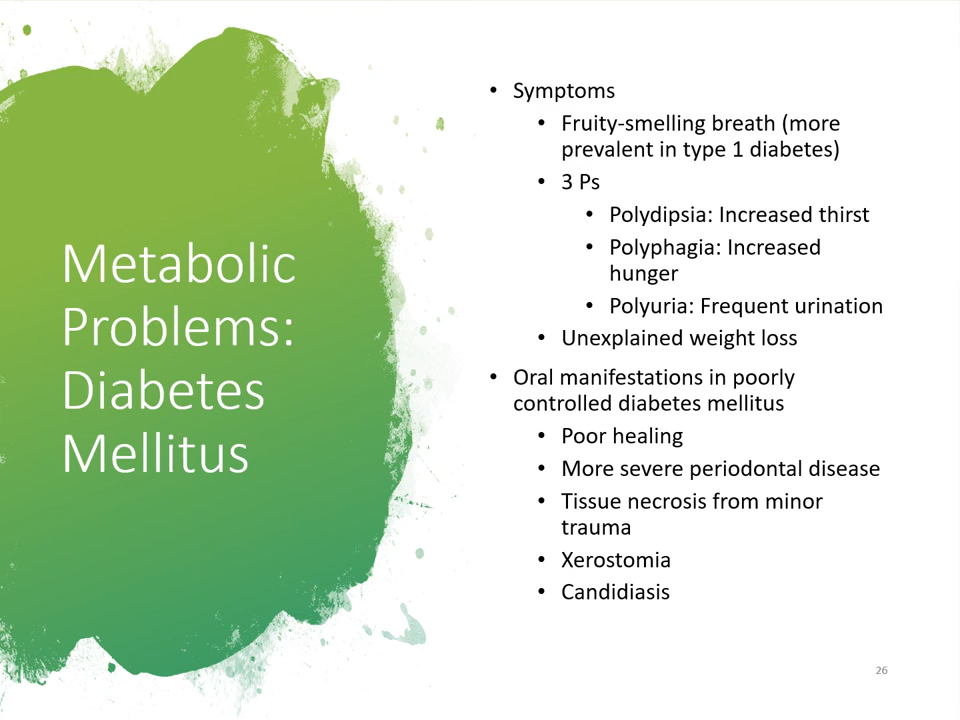 Metabolic
Problems:
Diabetes
Mellitus
• Symptoms
• Fruity-smelling breath (more
prevalent in type 1 diabetes)
• 3 Ps
• Polydipsia: Increased thirst
• Polyphagia: Increased
hunger
• Polyuria: Frequent urination
• Unexplained weight loss
• Oral manifestations in poorly
controlled diabetes mellitus
• Poor healing
• More severe periodontal disease
• Tissue necrosis from minor
trauma
• Xerostomia
• Candidiasis
26